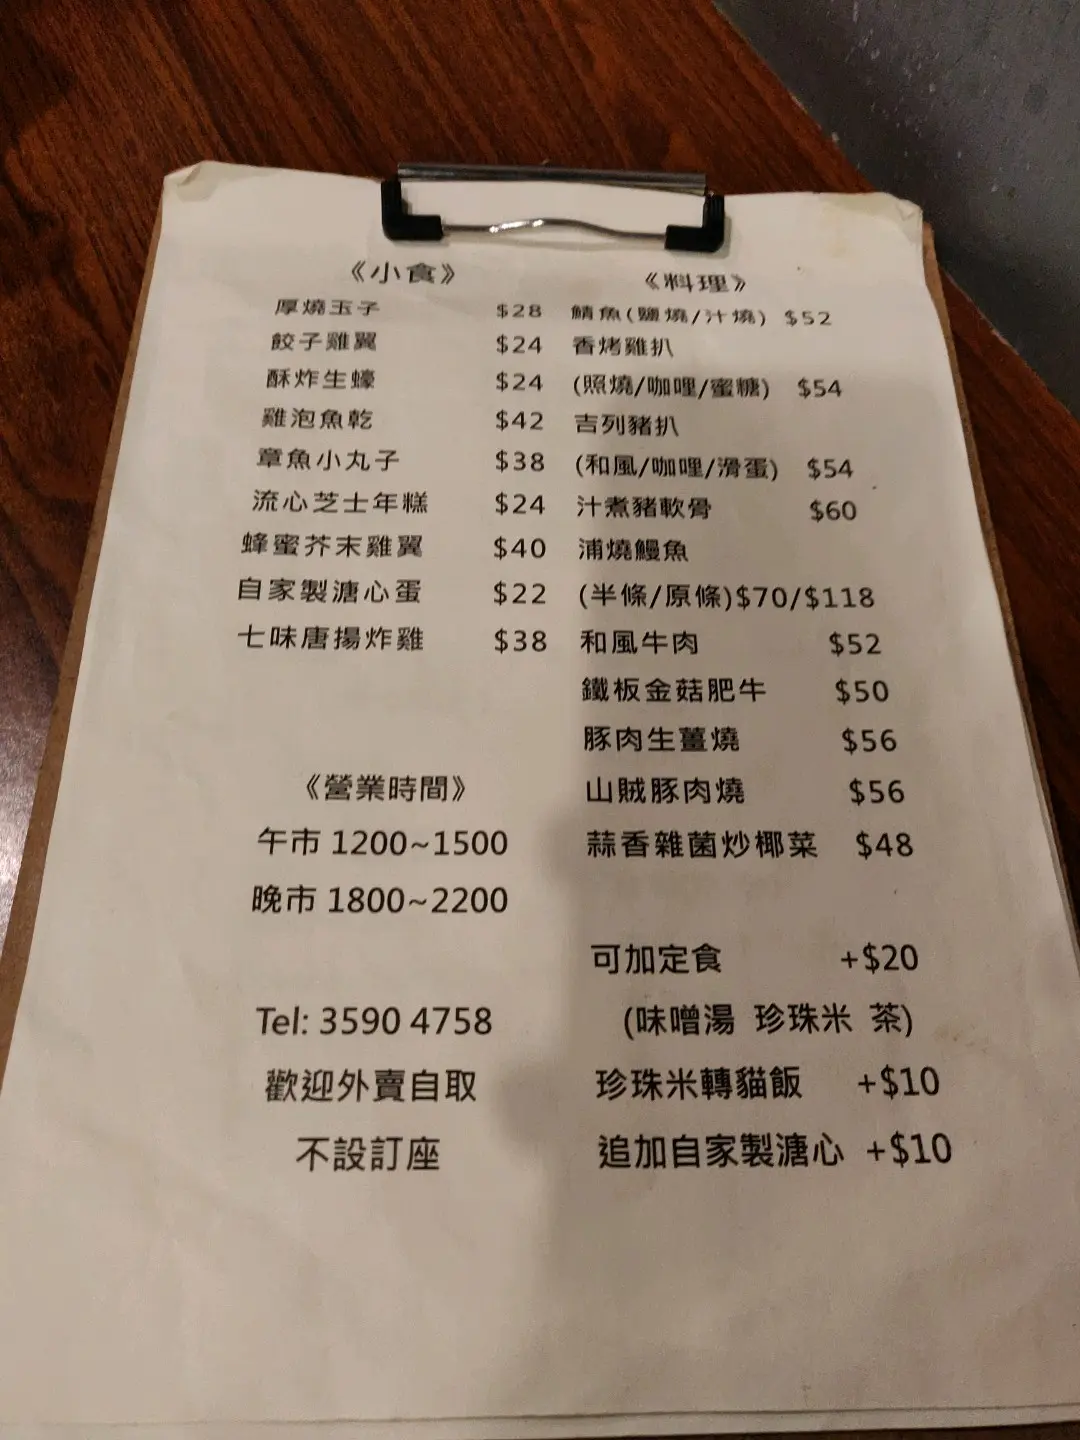 《小食》
厚燒玉子 $28
餃子雞翼 $24
酥炸生蠔 $24
雞泡魚乾 $42
章魚小丸子 $38
流心芝士年糕 $24
蜂蜜芥末雞翼 $40
自家製溏心蛋 $22
七味唐揚炸雞 $38
《營業時間》
午市 1200~1500
晚市 1800~2200
Tel: 3590 4758
歡迎外賣自取
不設訂座
《料理》
鯖魚(鹽燒/汁燒) $52
香烤雞扒
(照燒/咖喱/蜜糖) $54
吉列豬扒
(和風/咖喱/滑蛋) $54
汁煮豬軟骨 $60
浦燒鰻魚
(半條/原條)$70/$118
和風牛肉 $52
鐵板金菇肥牛 $50
豚肉生薑燒 $56
山賊豚肉燒 $56
蒜香雜菌炒椰菜 $48
可加定食 +$20
(味噌湯 珍珠米 茶)
珍珠米轉貓飯 +$10
追加自家製溏心 +$10